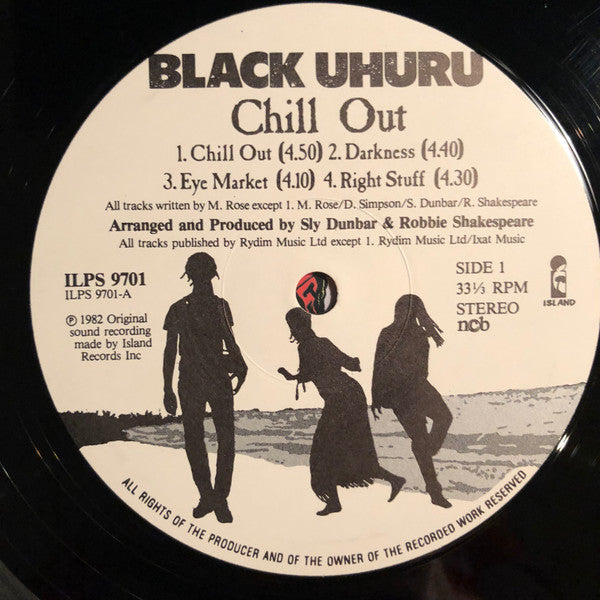 BLACK UHURU
Chill Out
1. Chill Out (4.50) 2. Darkness (4.40)
3. Eye Market (4.10) 4. Right Stuff (4.30)
All tracks written by M. Rose except 1. M. Rose/D. Simpson/S. Dunbar/R. Shakespeare
Arranged and Produced by Sly Dunbar & Robbie Shakespeare
All tracks published by Rydim Music Ltd except 1. Rydim Music Ltd/Ixat Music
ILPS 9701
ILPS 9701-A
℗ 1982 Original
sound recording
made by Island
Records Inc
SIDE 1
33⅓ RPM
STEREO
ncb
ISLAND
ALL RIGHTS OF THE PRODUCER AND OF THE OWNER OF THE RECORDED WORK RESERVED